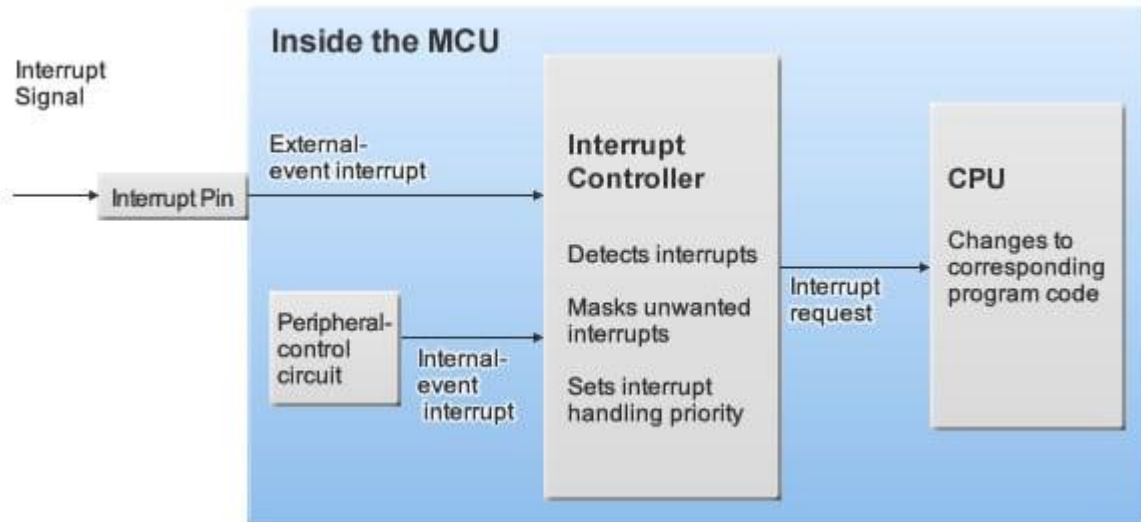 Inside the MCU
Interrupt
Signal
Interrupt Pin
External-
event interrupt
Peripheral-
control
circuit
Internal-
event
interrupt
Interrupt
Controller
Detects interrupts
Masks unwanted
interrupts
Sets interrupt
handling priority
Interrupt
request
CPU
Changes to
corresponding
program code